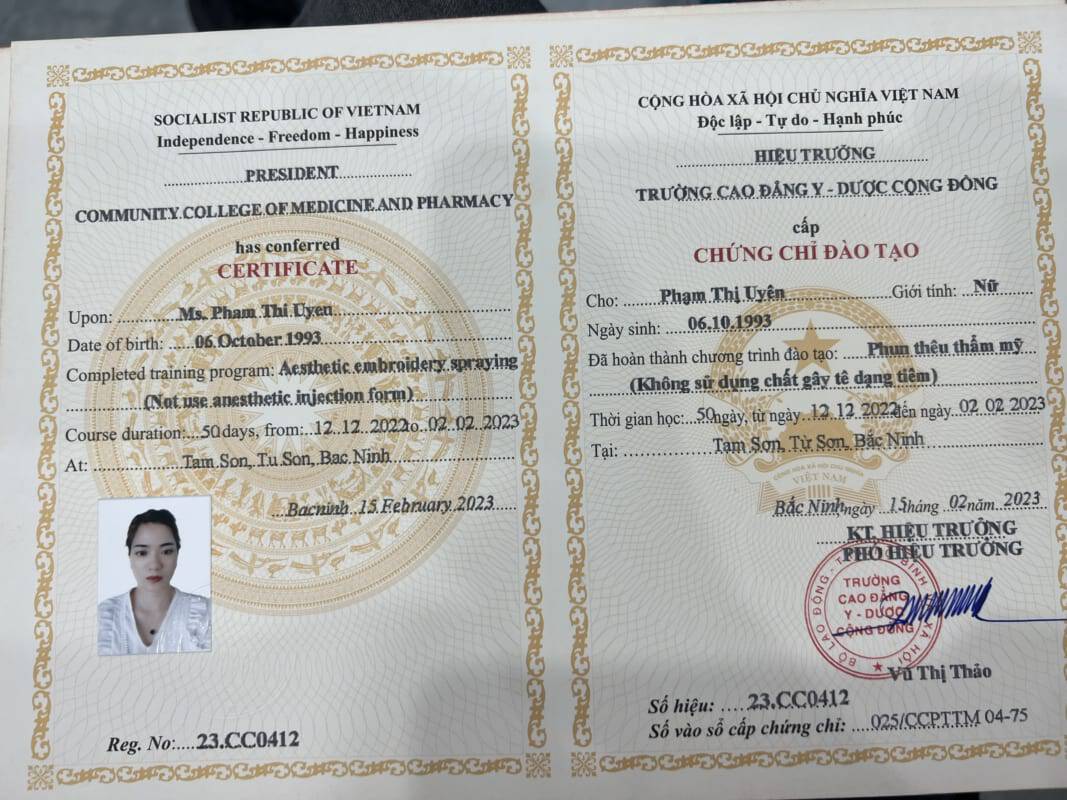 SOCIALIST REPUBLIC OF VIETNAM
Independence - Freedom - Happiness
PRESIDENT
COMMUNITY COLLEGE OF MEDICINE AND PHARMACY
has conferred
CERTIFICATE
Upon: Ms. Pham Thi Uyen
Date of birth: 06 October 1993
Completed training program: Aesthetic embroidery spraying
(Not use anesthetic injection form)
Course duration: 50 days, from: 12. 12. 2022 to 02. 02. 2023
At: Tam Son, Tu Son, Bac Ninh
Bacninh 15 February 2023
Reg. No: 23.CC0412
CỘNG HÒA XÃ HỘI CHỦ NGHĨA VIỆT NAM
Độc lập - Tự do - Hạnh phúc
HIỆU TRƯỞNG
TRƯỜNG CAO ĐẲNG Y - DƯỢC CỘNG ĐỒNG
cấp
CHỨNG CHỈ ĐÀO TẠO
Cho: Phạm Thị Uyên Giới tính: Nữ
Ngày sinh: 06.10.1993
Đã hoàn thành chương trình đào tạo: Phun thêu thẩm mỹ
(Không sử dụng chất gây tê dạng tiêm)
Thời gian học: 50 ngày, từ ngày 12. 12. 2022 đến ngày 02. 02. 2023
Tại: Tam Sơn, Từ Sơn, Bắc Ninh
CỘNG HÒA XÃ HỘI CHỦ NGHĨA
VIỆT NAM
Bắc Ninh ngày 15 tháng 02 năm 2023
KT. HIỆU TRƯỞNG
PHÓ HIỆU TRƯỞNG
TRƯỜNG
CAO ĐẲNG
Y - DƯỢC
CỘNG ĐỒNG
Vũ Thị Thảo
Số hiệu: 23.CC0412
Số vào sổ cấp chứng chỉ: 025/CCPTTM 04-75